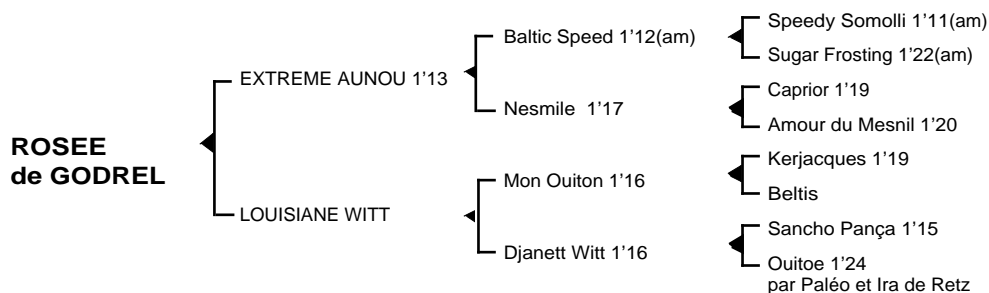 ROSEE
de GODREL
EXTREME AUNOU 1’13
LOUISIANE WITT
Baltic Speed 1’12(am)
Nesmile 1’17
Mon Ouiton 1’16
Djanett Witt 1’16
Speedy Somolli 1’11(am)
Sugar Frosting 1’22(am)
Caprior 1’19
Amour du Mesnil 1’20
Kerjacques 1’19
Beltis
Sancho Pança 1’15
Ouitoe 1’24
par Paléo et Ira de Retz